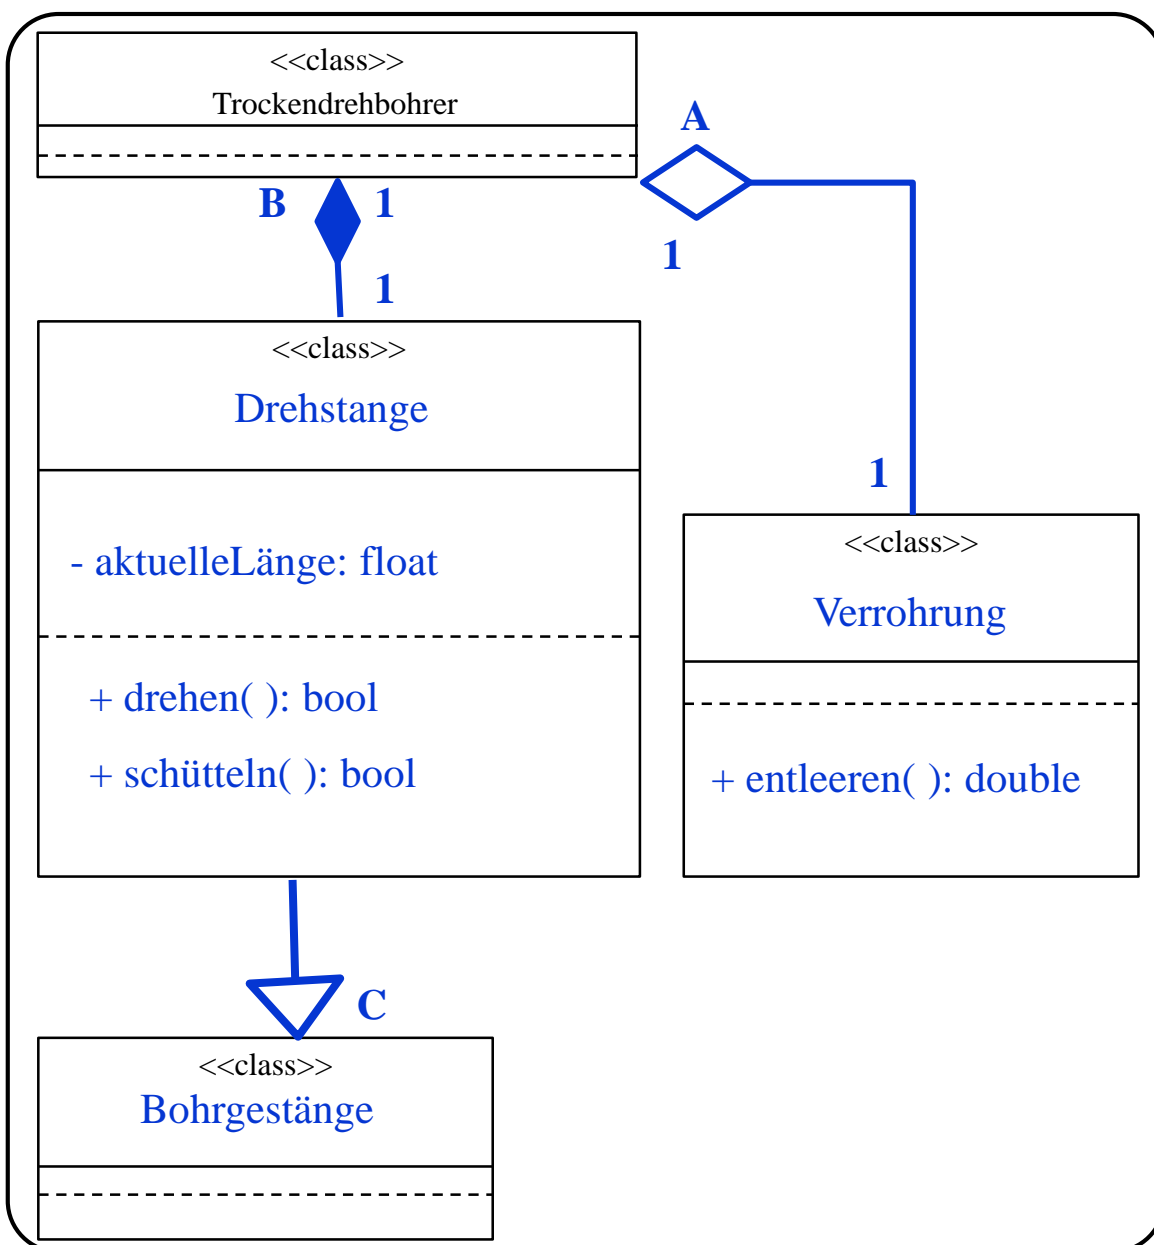 <<class>>
Trockendrehbohrer
A
B 1
1
1
<<class>>
Drehstange
- aktuelleLänge: float
+ drehen( ): bool
+ schütteln( ): bool
1
<<class>>
Verrohrung
+ entleeren( ): double
C
<<class>>
Bohrgestänge